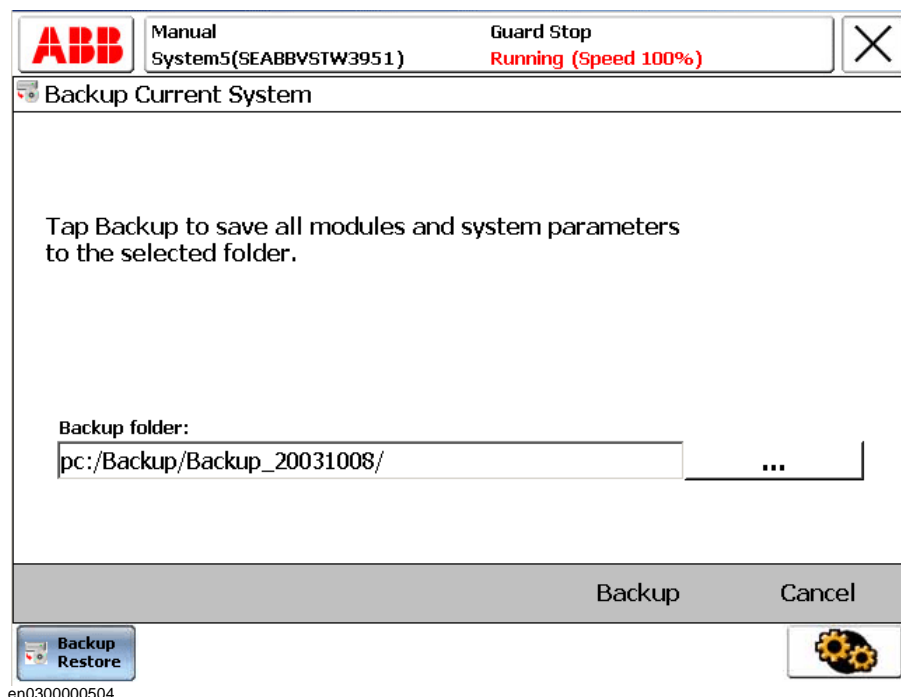 ABB
Manual
Guard Stop
System5(SEABBVSTW3951)
Running (Speed 100%)
Backup Current System
Tap Backup to save all modules and system parameters
to the selected folder.
Backup folder:
pc:/Backup/Backup_20031008/
...
Backup
Cancel
Backup
Restore
en0300000504